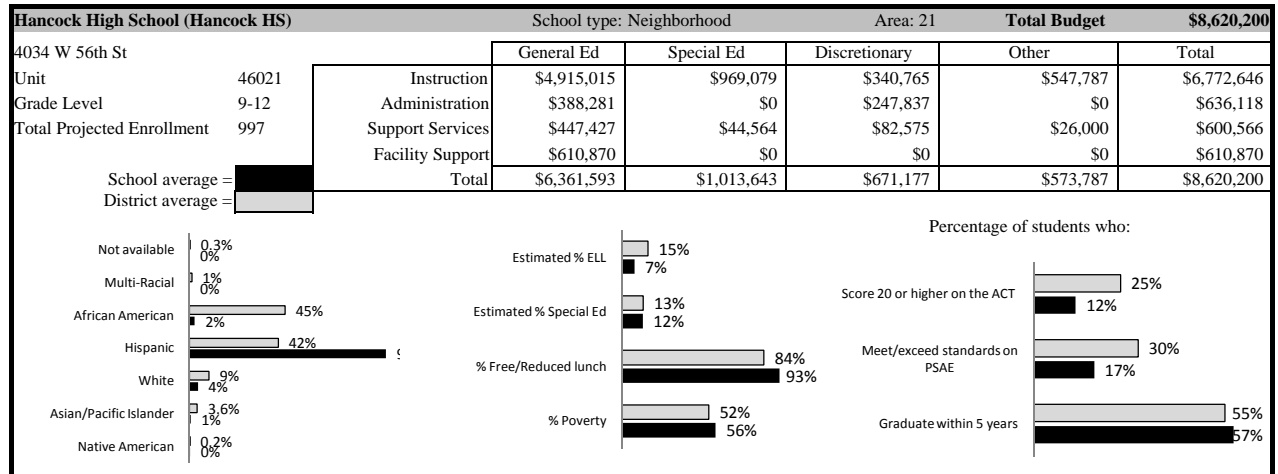 Hancock High School (Hancock HS) School type: Neighborhood Area: 21 Total Budget $8,620,200
4034 W 56th St General Ed Special Ed Discretionary Other Total
Unit 46021 Instruction $4,915,015 $969,079 $340,765 $547,787 $6,772,646
Grade Level 9-12 Administration $388,281 $0 $247,837 $0 $636,118
Total Projected Enrollment 997 Support Services $447,427 $44,564 $82,575 $26,000 $600,566
Facility Support $610,870 $0 $0 $0 $610,870
School average = Total $6,361,593 $1,013,643 $671,177 $573,787 $8,620,200
District average =
Not available 0.3%
0%
Multi-Racial 1%
0%
African American 45%
2%
Hispanic 42%
White 9%
4%
Asian/Pacific Islander 3.6%
1%
Native American 0.2%
0%
Estimated % ELL 15%
7%
Estimated % Special Ed 13%
12%
% Free/Reduced lunch 84%
93%
% Poverty 52%
56%
Percentage of students who:
Score 20 or higher on the ACT 25%
12%
Meet/exceed standards on
PSAE 30%
17%
Graduate within 5 years 55%
57%